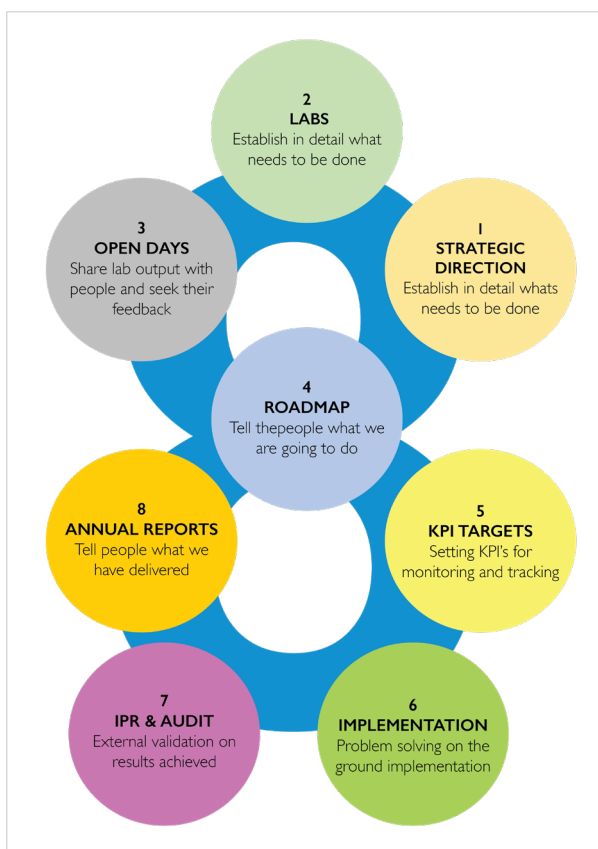 2
LABS
Establish in detail what
needs to be done
3
OPEN DAYS
Share lab output with
people and seek their
feedback
1
STRATEGIC
DIRECTION
Establish in detail whats
needs to be done
4
ROADMAP
Tell thepeople what we
are going to do
8
ANNUAL REPORTS
Tell people what we
have delivered
5
KPI TARGETS
Setting KPI's for
monitoring and tracking
7
IPR & AUDIT
External validation on
results achieved
6
IMPLEMENTATION
Problem solving on the
ground implementation